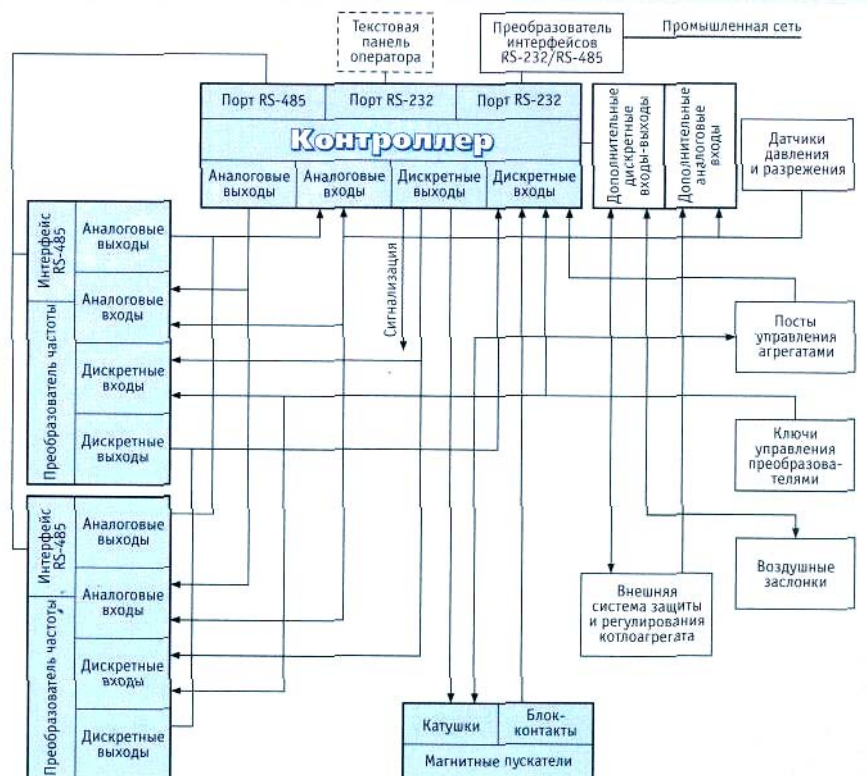 Текстовая
панель
оператора
Преобразователь
интерфейсов
RS-232/RS-485
Промышленная сеть
Порт RS-485
Порт RS-232
Порт RS-232
Контроллер
Аналоговые
выходы
Аналоговые
входы
Дискретные
выходы
Дискретные
входы
Дополнительные
дискретные
входы-выходы
Дополнительные
аналоговые
входы
Датчики
давления
и разрежения
Интерфейс
RS-485
Преобразователь частоты
Аналоговые
выходы
Аналоговые
входы
Дискретные
входы
Дискретные
выходы
Сигнализация
Посты
управления
агрегатами
Ключи
управления
преобразова-
телями
Воздушные
заслонки
Внешняя
система защиты
и регулирования
котлоагрегата
Интерфейс
RS-485
Преобразователь частоты
Аналоговые
выходы
Аналоговые
входы
Дискретные
входы
Дискретные
выходы
Катушки
Блок-
контакты
Магнитные пускатели